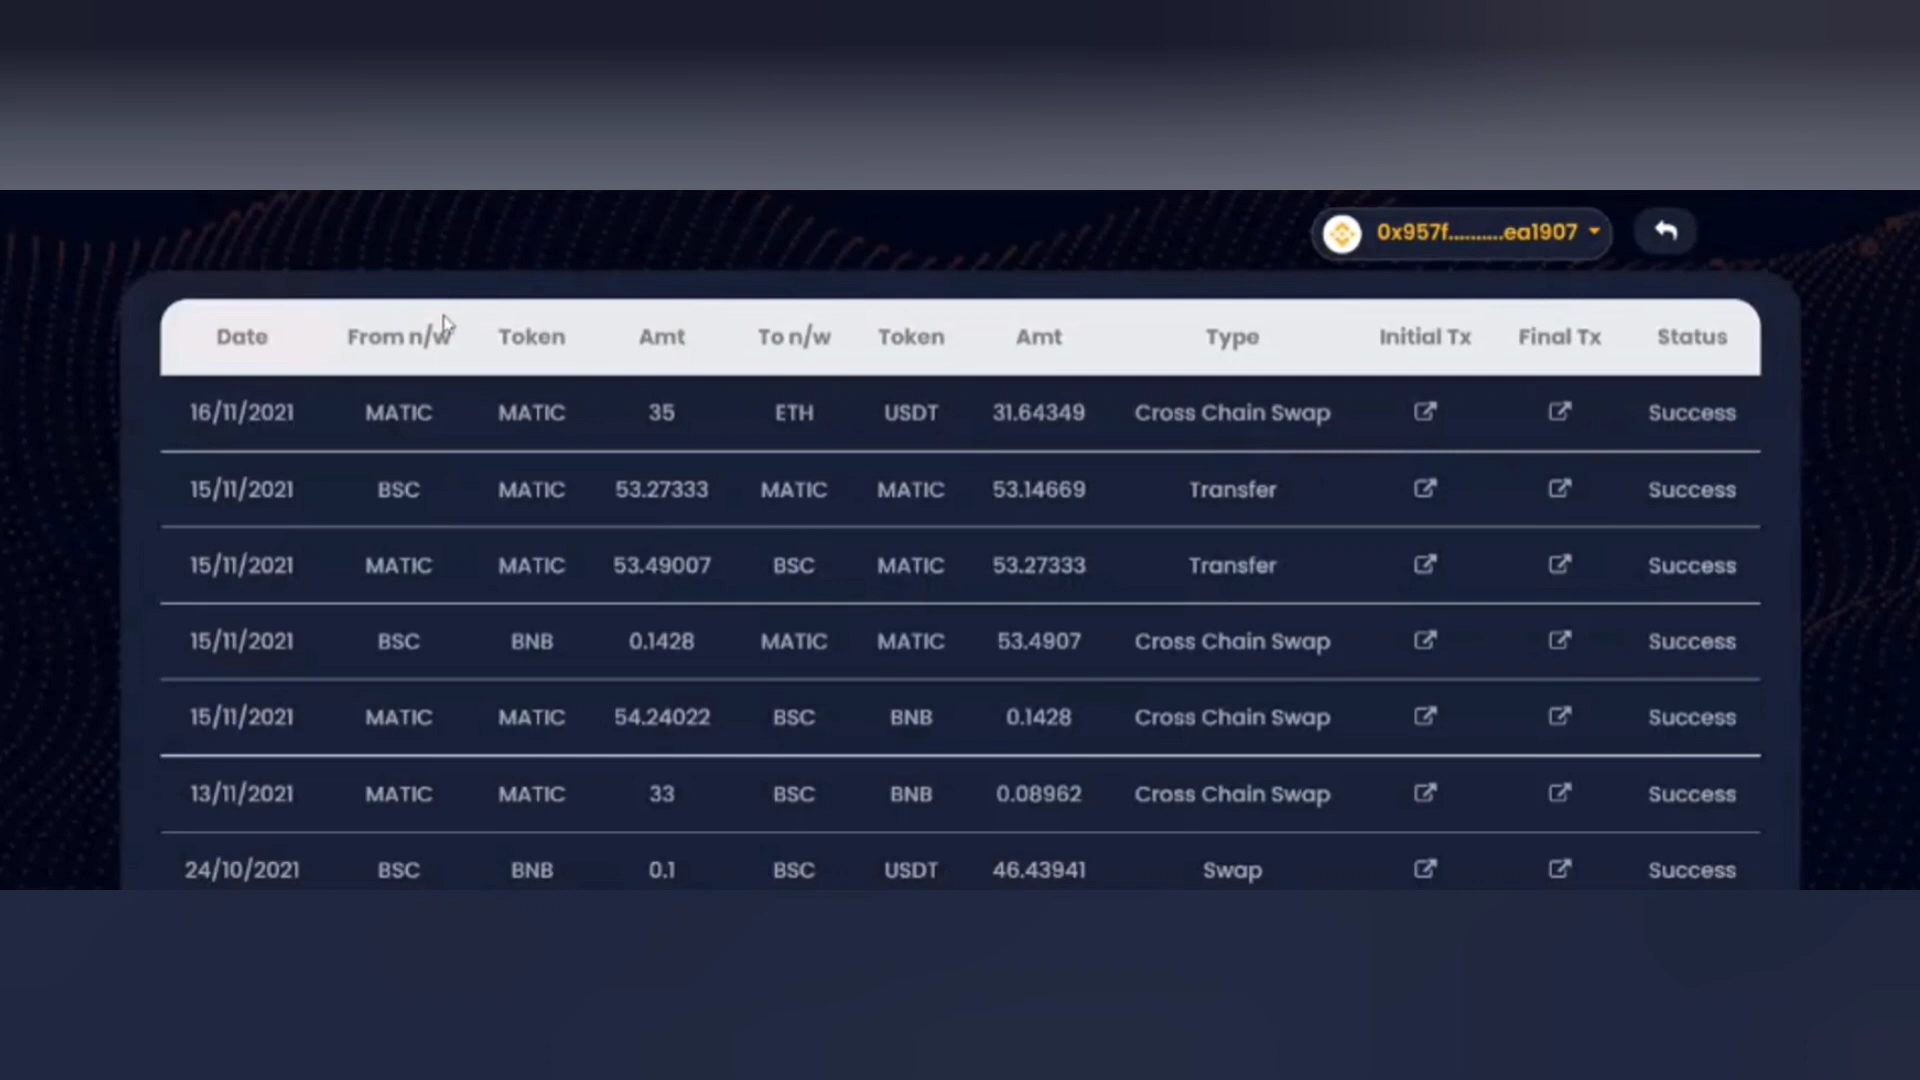 0x957f..........ea1907
Date From n/w Token Amt To n/w Token Amt Type Initial Tx Final Tx Status
16/11/2021 MATIC MATIC 35 ETH USDT 31.64349 Cross Chain Swap Success
15/11/2021 BSC MATIC 53.27333 MATIC MATIC 53.14669 Transfer Success
15/11/2021 MATIC MATIC 53.49007 BSC MATIC 53.27333 Transfer Success
15/11/2021 BSC BNB 0.1428 MATIC MATIC 53.4907 Cross Chain Swap Success
15/11/2021 MATIC MATIC 54.24022 BSC BNB 0.1428 Cross Chain Swap Success
13/11/2021 MATIC MATIC 33 BSC BNB 0.08962 Cross Chain Swap Success
24/10/2021 BSC BNB 0.1 BSC USDT 46.43941 Swap Success